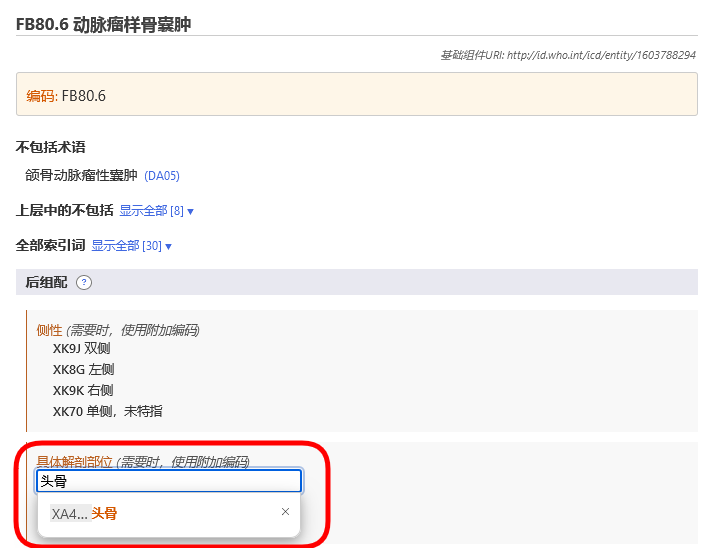 FB80.6 动脉瘤样骨囊肿
基础组件URI: http://id.who.int/icd/entity/1603788294
编码: FB80.6
不包括术语
颌骨动脉瘤性囊肿 (DA05)
上层中的不包括 显示全部 [8] ▾
全部索引词 显示全部 [30] ▾
后组配 ?
侧性 (需要时，使用附加编码)
XK9J 双侧
XK8G 左侧
XK9K 右侧
XK70 单侧，未特指
具体解剖部位 (需要时，使用附加编码)
头骨
XA4... 头骨 ×